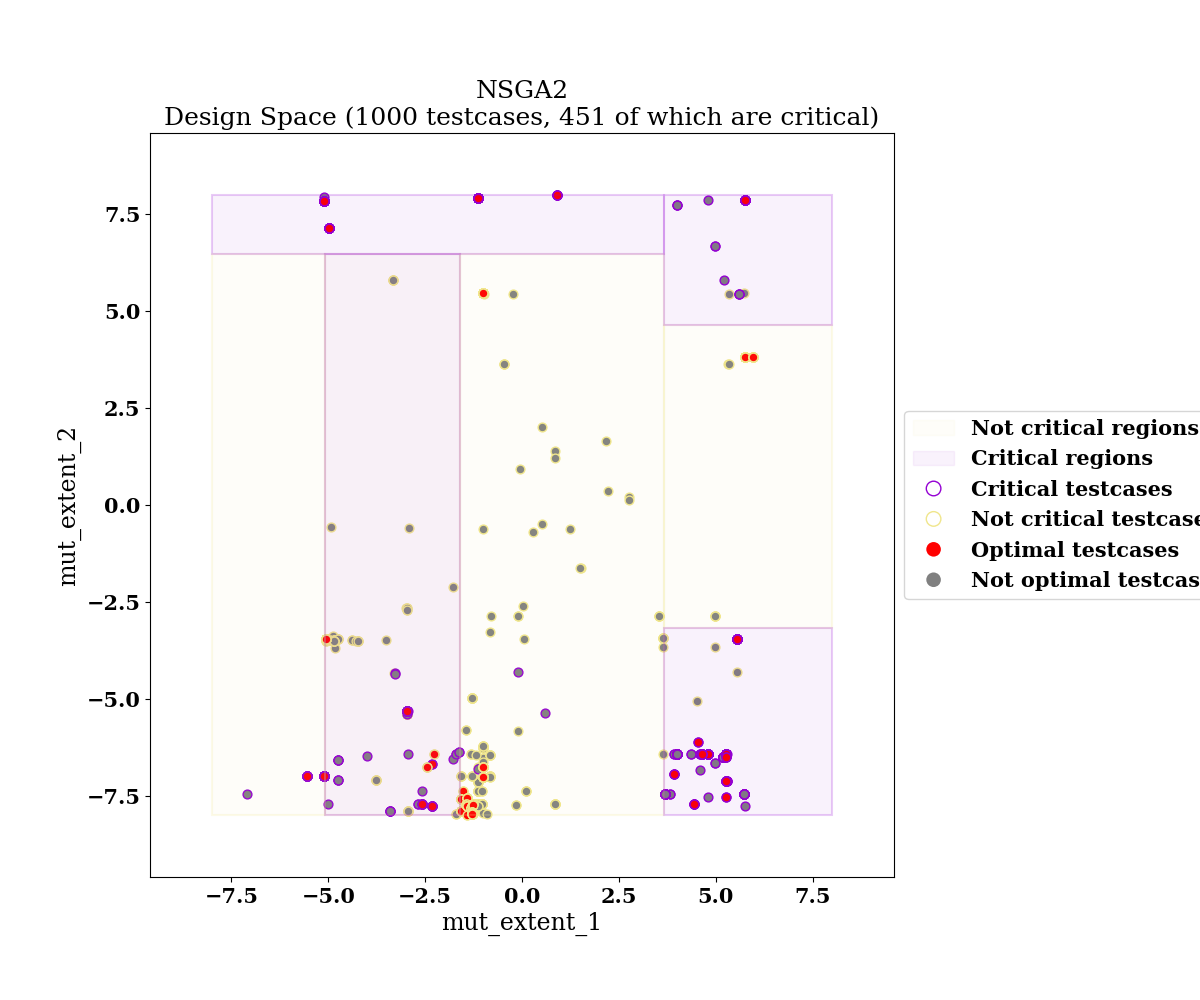 NSGA2
Design Space (1000 testcases, 451 of which are critical)
7.5
5.0
2.5
0.0
−2.5
−5.0
−7.5
mut_extent_2
−7.5
−5.0
−2.5
0.0
2.5
5.0
7.5
mut_extent_1
Not critical regions
Critical regions
Critical testcases
Not critical testcase
Optimal testcases
Not optimal testcas